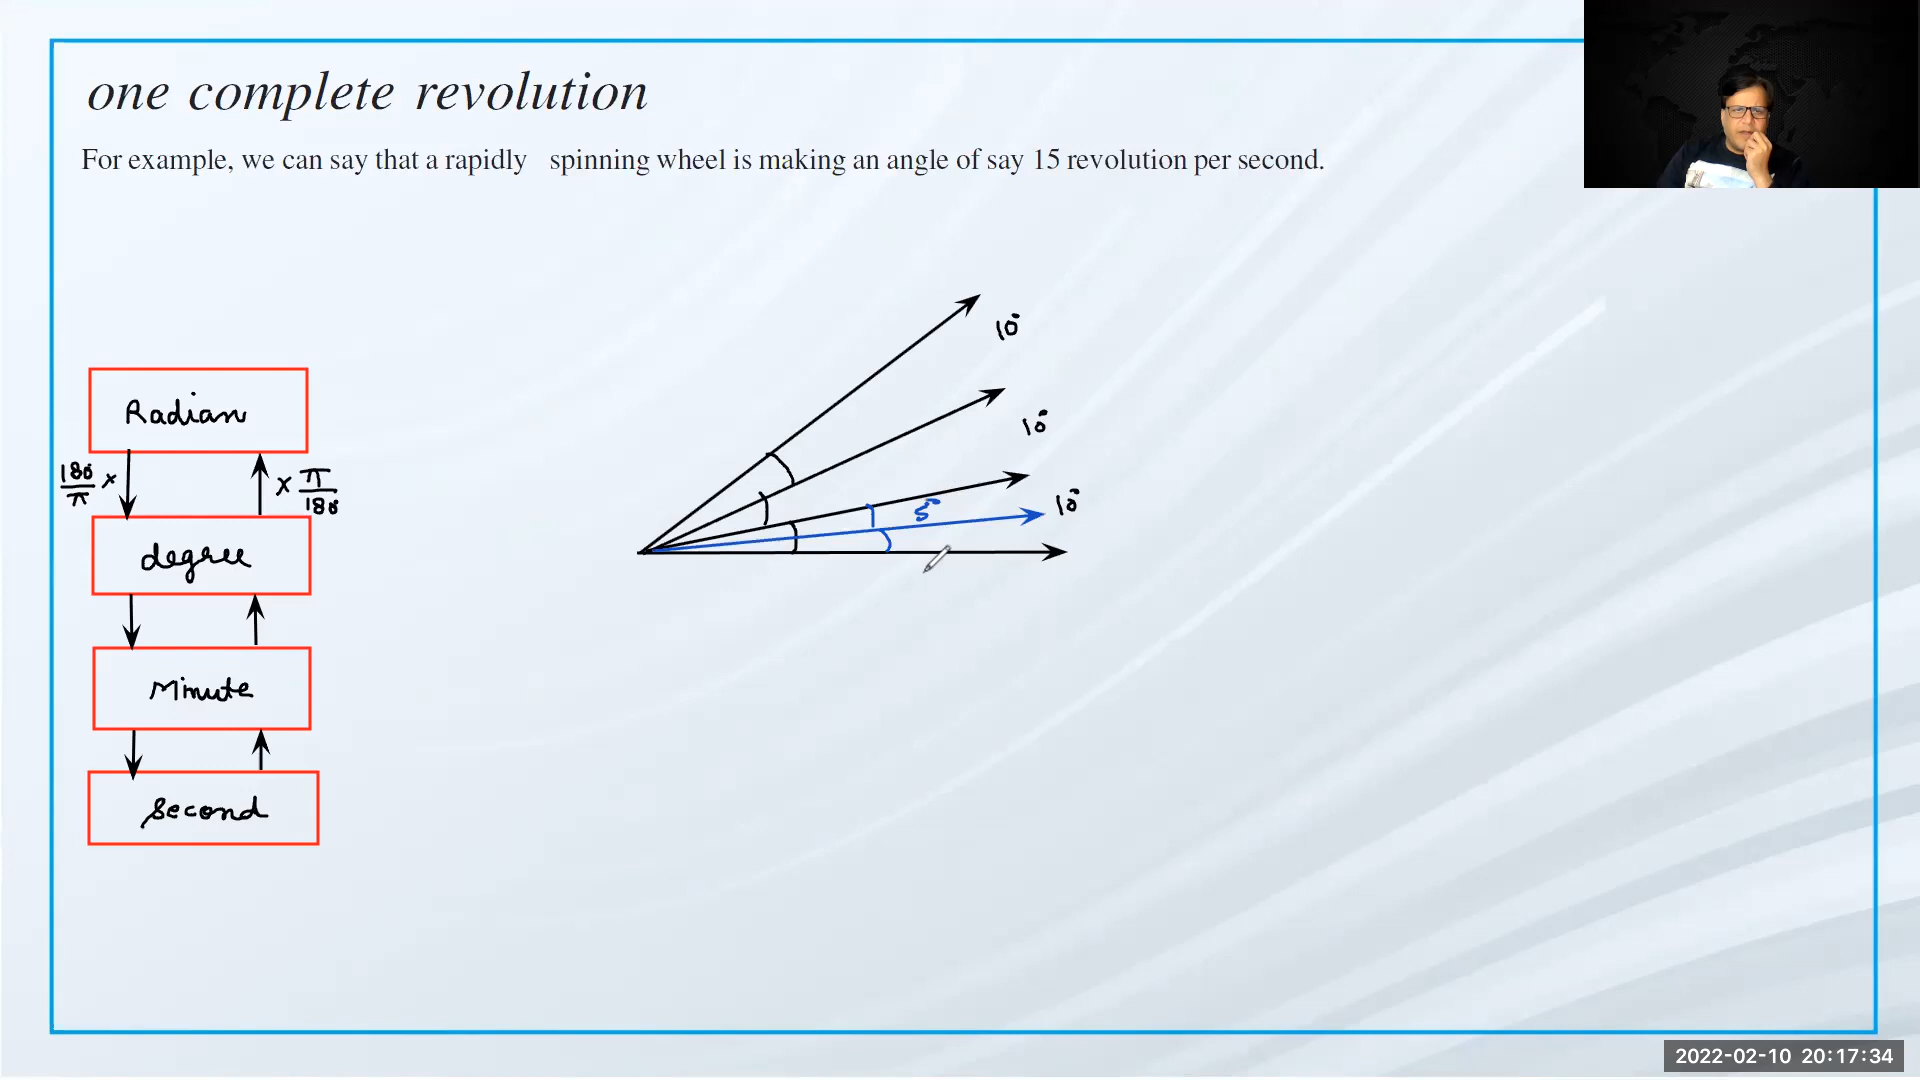 one complete revolution
For example, we can say that a rapidly spinning wheel is making an angle of say 15 revolution per second.
10°
Radian
10°
180°/π ×
× π/180°
5°
10°
degree
Minute
Second
2022-02-10 20:17:34